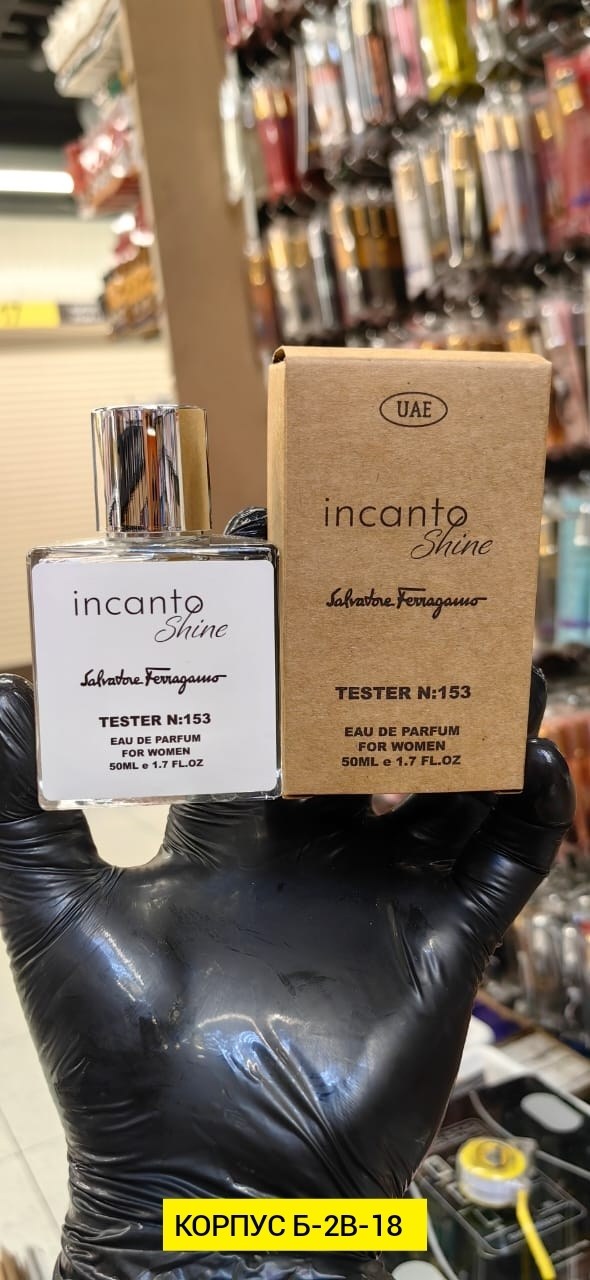 UAE
incanto
Shine
Salvatore Ferragamo
TESTER N:153
EAU DE PARFUM
FOR WOMEN
50ML e 1.7 FL.OZ
incanto
Shine
Salvatore Ferragamo
TESTER N:153
EAU DE PARFUM
FOR WOMEN
50ML e 1.7 FL.OZ
КОРПУС Б-2В-18